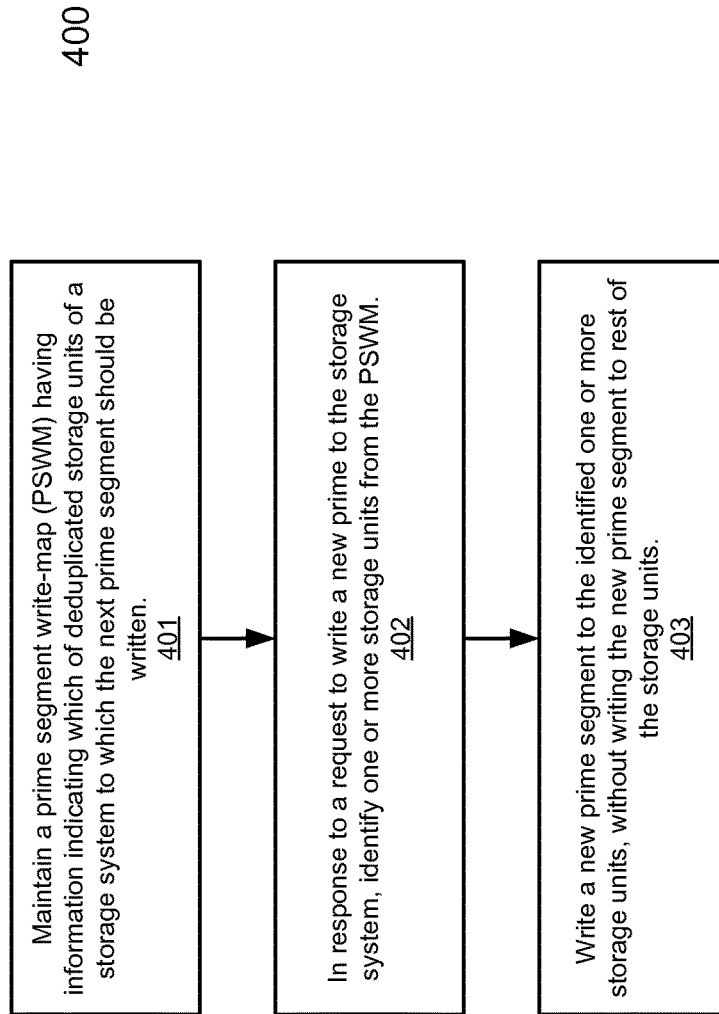 400
Maintain a prime segment write-map (PSWM) having
information indicating which of deduplicated storage units of a
storage system to which the next prime segment should be
written.
401
In response to a request to write a new prime to the storage
system, identify one or more storage units from the PSWM.
402
Write a new prime segment to the identified one or more
storage units, without writing the new prime segment to rest of
the storage units.
403